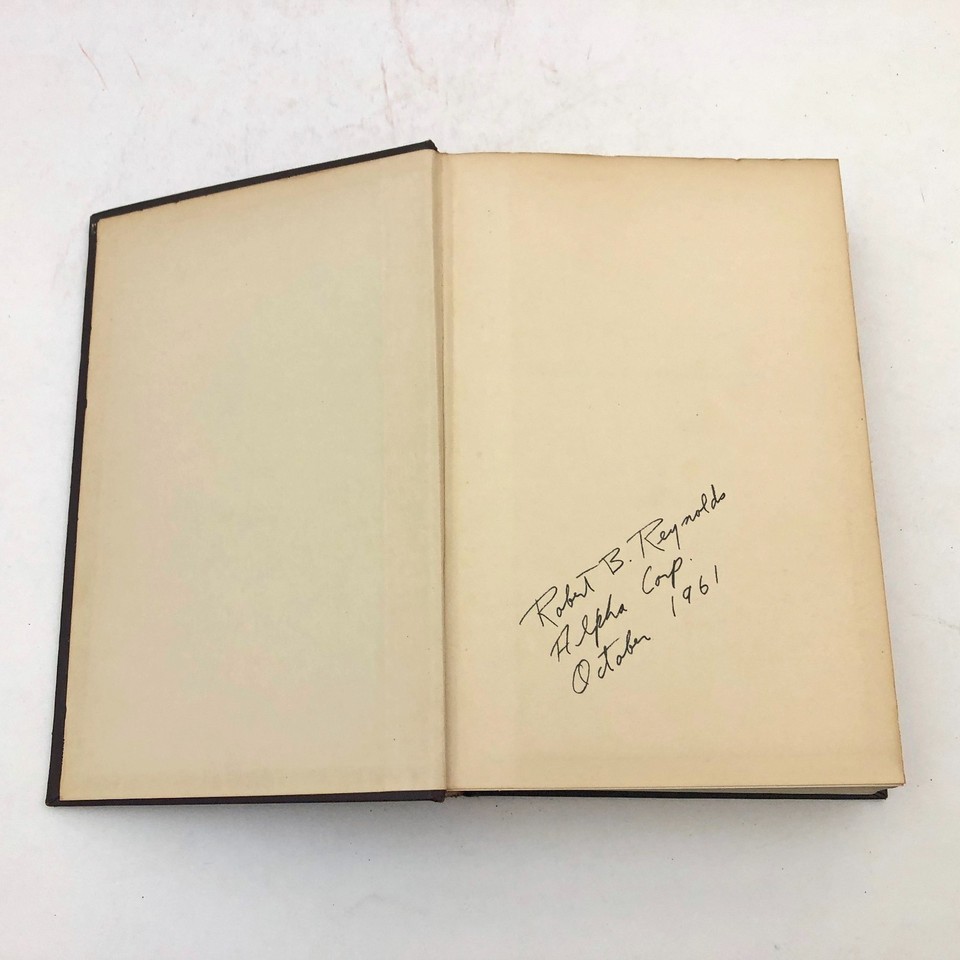 Robert B. Reynolds
Alpha Corp.
October 1961